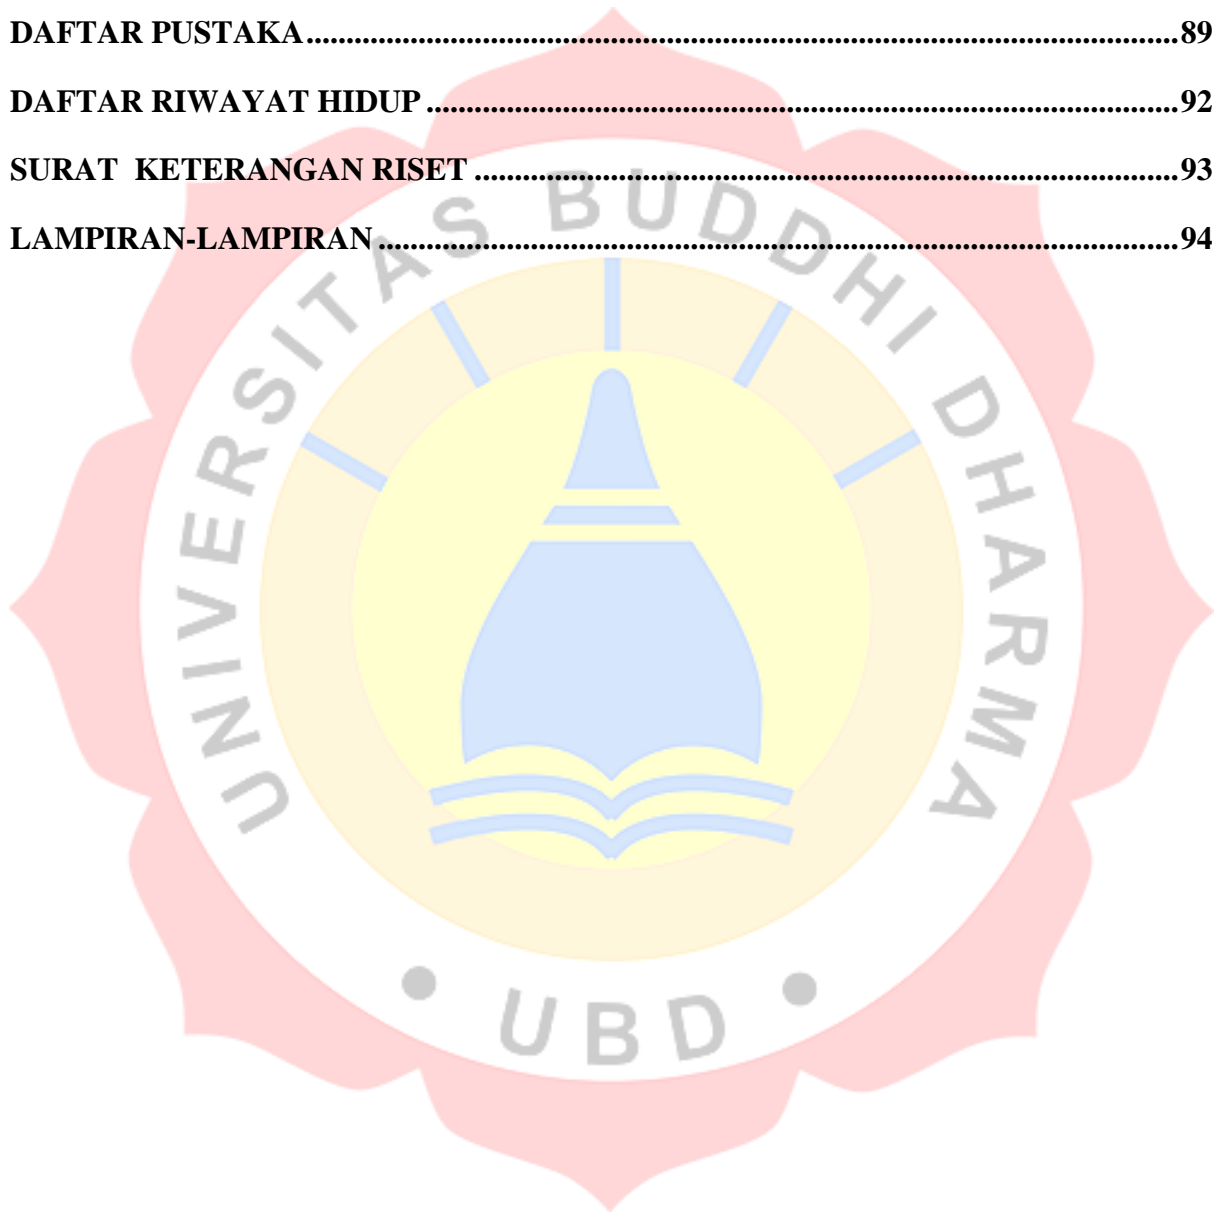 DAFTAR PUSTAKA..........................................................................................................89
DAFTAR RIWAYAT HIDUP ..........................................................................................92
SURAT  KETERANGAN RISET ....................................................................................93
LAMPIRAN-LAMPIRAN................................................................................................94
UNIVERSITAS BUDDHI DHARMA
• UBD •